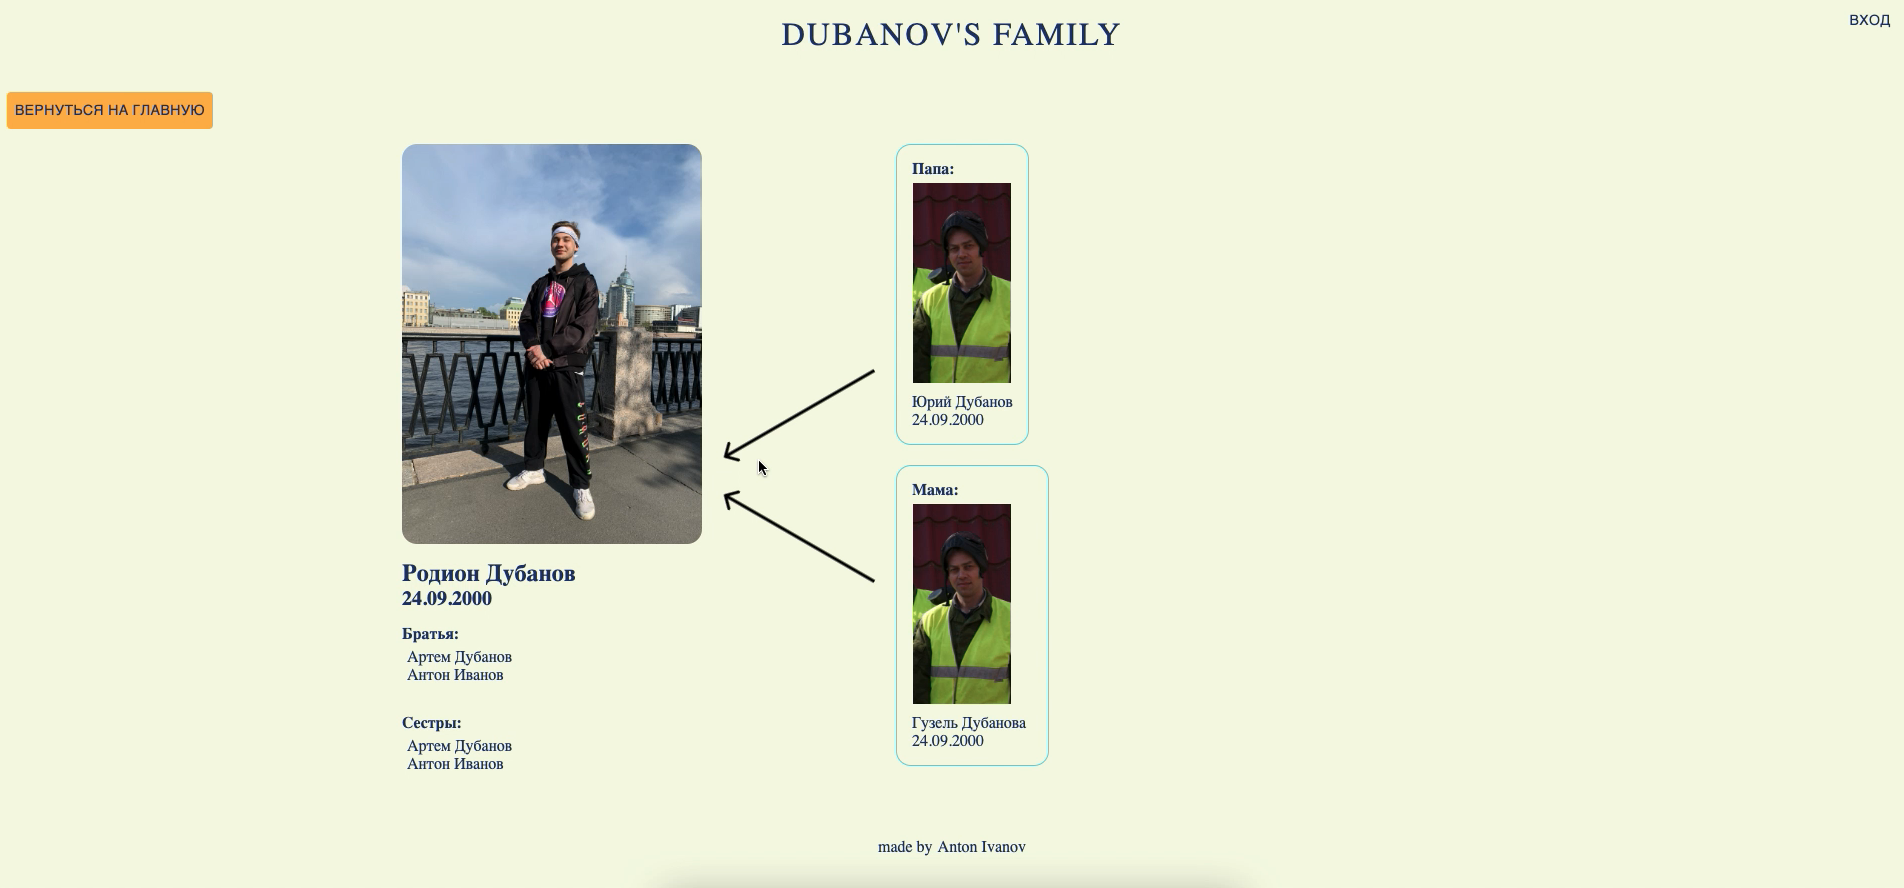 DUBANOV'S FAMILY
ВХОД
ВЕРНУТЬСЯ НА ГЛАВНУЮ
Папа:
Юрий Дубанов
24.09.2000
Мама:
Гузель Дубанова
24.09.2000
Родион Дубанов
24.09.2000
Братья:
Артем Дубанов
Антон Иванов
Сестры:
Артем Дубанов
Антон Иванов
made by Anton Ivanov